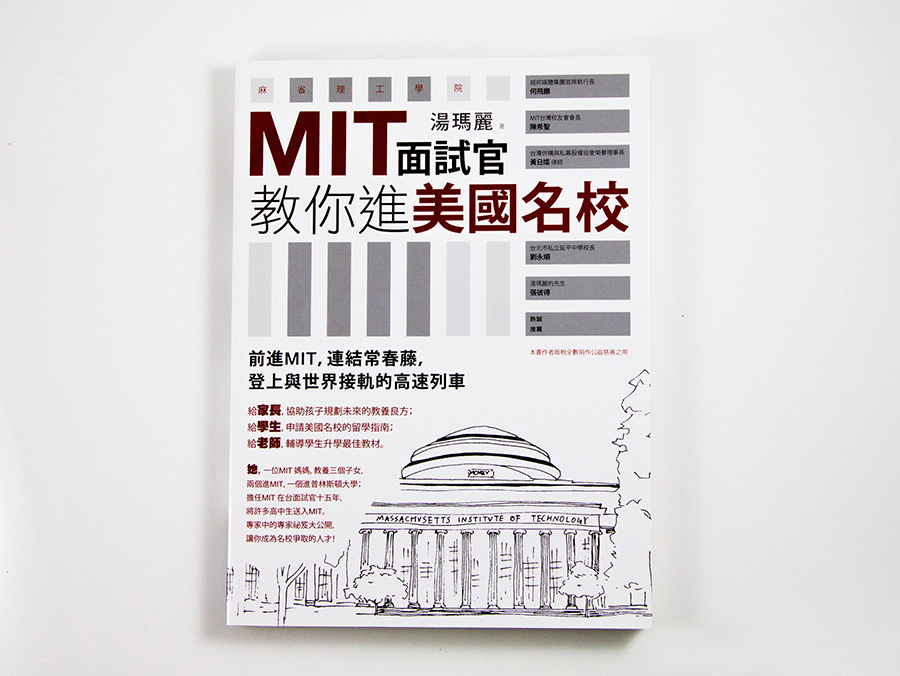 麻省理工學院
湯瑪麗 著
MIT面試官
教你進美國名校
城邦媒體集團首席執行長
何飛鵬
MIT台灣校友會會長
陳希聖
台灣併購與私募股權協會榮譽理事長
黃日燦 律師
台北市私立延平中學校長
劉永順
湯瑪麗的先生
張彼得
熱誠
推薦
本書作者版稅全數捐作公益慈善之用
前進MIT, 連結常春藤,
登上與世界接軌的高速列車
給家長, 協助孩子規劃未來的教養良方;
給學生, 申請美國名校的留學指南;
給老師, 輔導學生升學最佳教材。
她, 一位MIT 媽媽, 教養三個子女,
兩個進MIT, 一個進普林斯頓大學;
擔任MIT 在台面試官十五年,
將許多高中生送入MIT。
專家中的專家祕笈大公開,
讓你成為名校爭取的人才!
MASSACHVSETTS INSTITVTE OF TECHNOLOGY